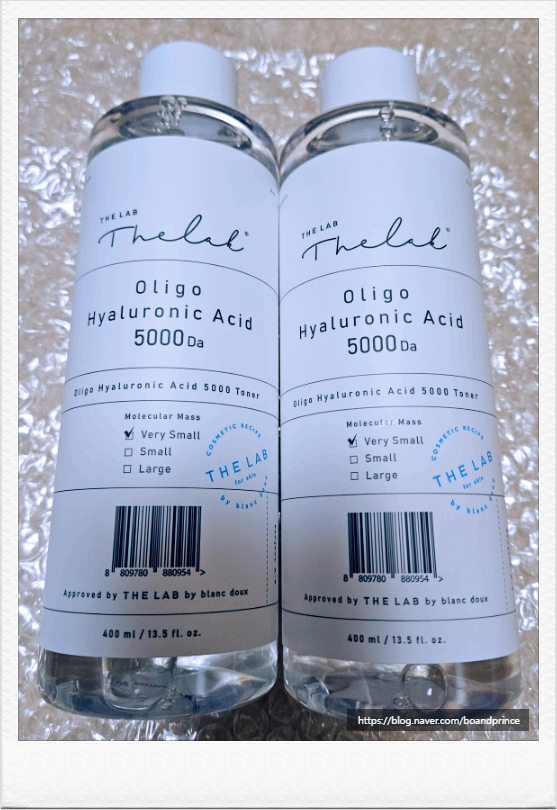 THE LAB
Thelab®
Oligo
Hyaluronic Acid
5000 Da
Oligo Hyaluronic Acid 5000 Toner
Molecular Mass
Very Small
Small
Large
COSMETIC RECIPE
THE LAB
for skin
by blanc
8 809780 880954 >
Approved by THE LAB by blanc doux
400 ml / 13.5 fl. oz.
THE LAB
Thelab®
Oligo
Hyaluronic Acid
5000 Da
Oligo Hyaluronic Acid 5000 Toner
Molecular Mass
Very Small
Small
Large
COSMETIC RECIPE
THE LAB
for skin
by blanc
8 809780 880954 >
Approved by THE LAB by blanc doux
400 ml / 13.5 fl. oz.
https://blog.naver.com/boandprince